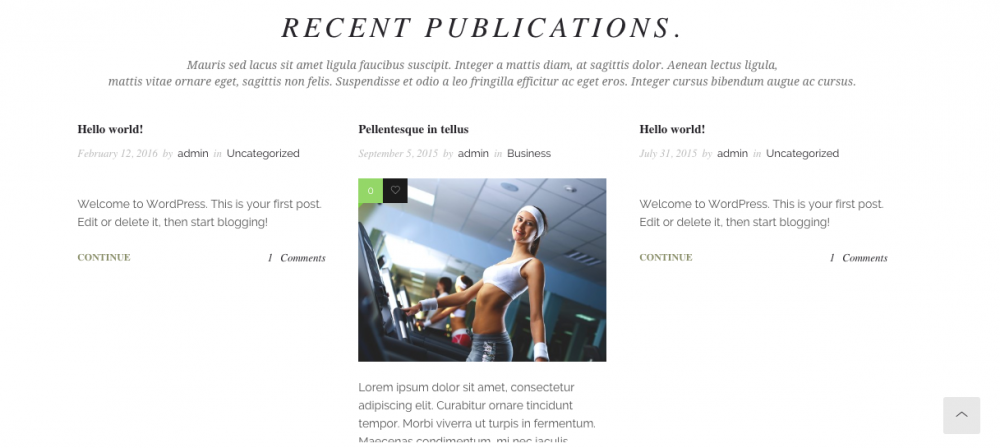 RECENT PUBLICATIONS.
Mauris sed lacus sit amet ligula faucibus suscipit. Integer a mattis diam, at sagittis dolor. Aenean lectus ligula,
mattis vitae ornare eget, sagittis non felis. Suspendisse et odio a leo fringilla efficitur ac eget eros. Integer cursus bibendum augue ac cursus.
Hello world!
February 12, 2016 by admin in Uncategorized
Welcome to WordPress. This is your first post.
Edit or delete it, then start blogging!
CONTINUE
1 Comments
Pellentesque in tellus
September 5, 2015 by admin in Business
0
Lorem ipsum dolor sit amet, consectetur
adipiscing elit. Curabitur ornare tincidunt
tempor. Morbi viverra ut turpis in fermentum.
Maecenas condimentum, mi nec iaculis
Hello world!
July 31, 2015 by admin in Uncategorized
Welcome to WordPress. This is your first post.
Edit or delete it, then start blogging!
CONTINUE
1 Comments